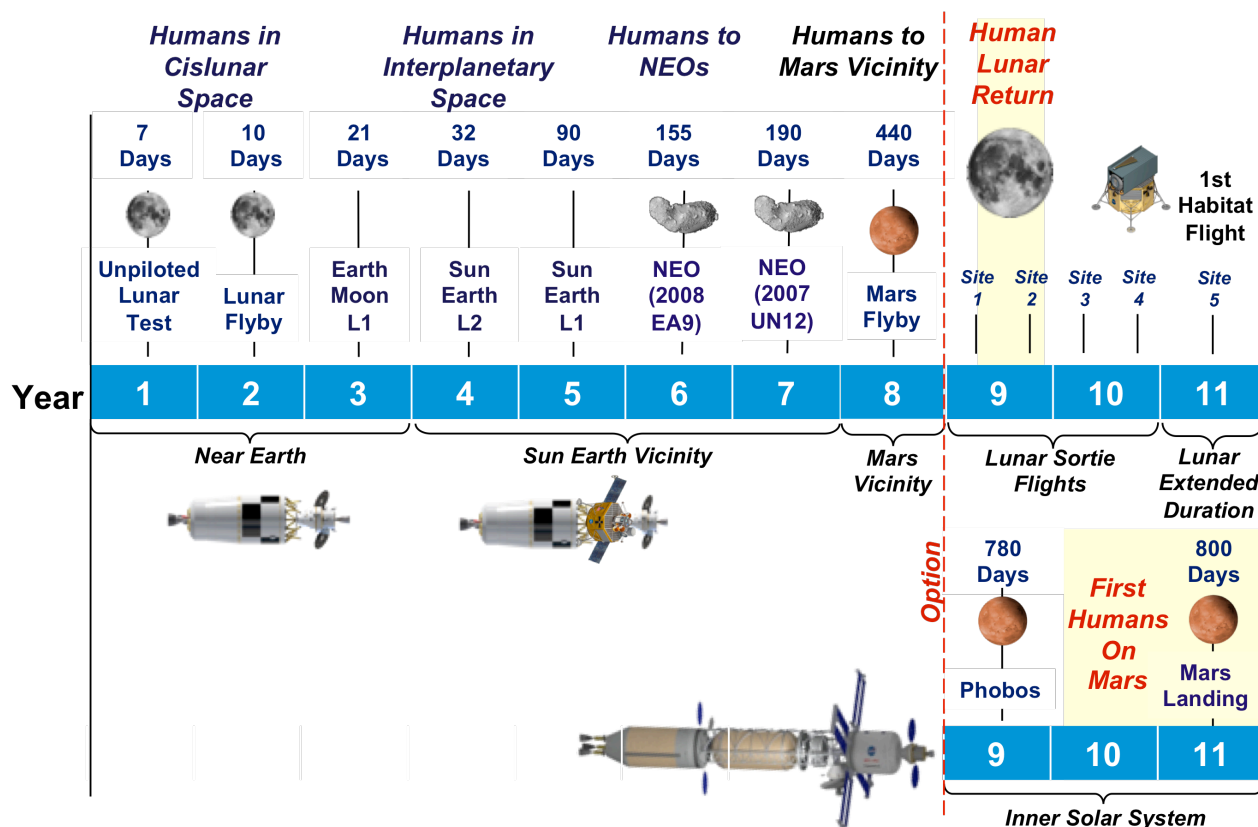 Humans in
Cislunar
Space
Humans in
Interplanetary
Space
Humans to
NEOs
Humans to
Mars Vicinity
Human
Lunar
Return
7
Days
10
Days
21
Days
32
Days
90
Days
155
Days
190
Days
440
Days
Unpiloted
Lunar
Test
Lunar
Flyby
Earth
Moon
L1
Sun
Earth
L2
Sun
Earth
L1
NEO
(2008
EA9)
NEO
(2007
UN12)
Mars
Flyby
1st
Habitat
Flight
Site
1
Site
2
Site
3
Site
4
Site
5
Year
1
2
3
4
5
6
7
8
9
10
11
Near Earth
Sun Earth Vicinity
Mars
Vicinity
Lunar Sortie
Flights
Lunar
Extended
Duration
Option
780
Days
Phobos
First
Humans
On
Mars
800
Days
Mars
Landing
9
10
11
Inner Solar System